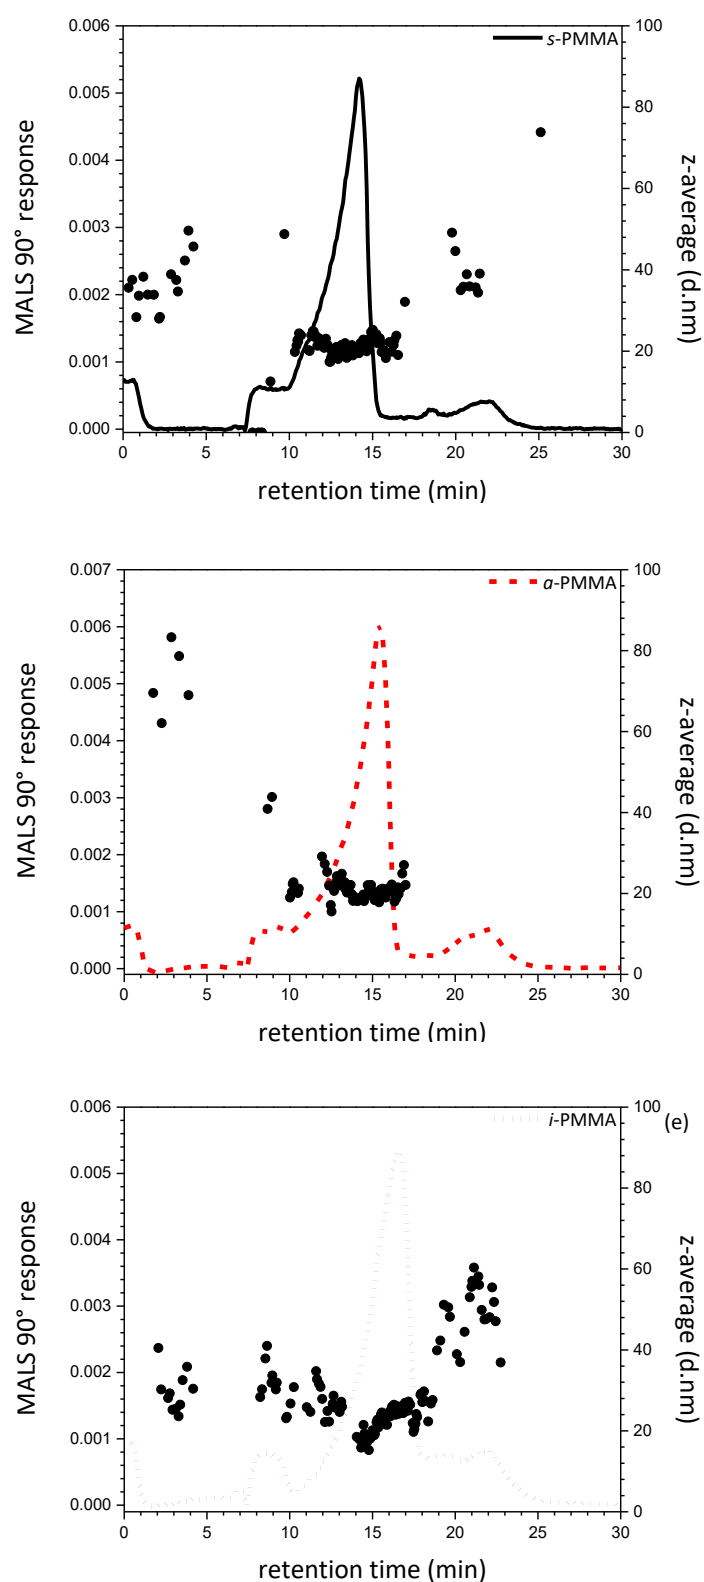 0.006
0.005
0.004
0.003
0.002
0.001
0.000
MALS 90° response
s-PMMA
100
80
60
40
20
0
z-average (d.nm)
0 5 10 15 20 25 30
retention time (min)
0.007
0.006
0.005
0.004
0.003
0.002
0.001
0.000
MALS 90° response
a-PMMA
100
80
60
40
20
0
z-average (d.nm)
0 5 10 15 20 25 30
retention time (min)
0.006
0.005
0.004
0.003
0.002
0.001
0.000
MALS 90° response
i-PMMA
100
80
60
40
20
0
(e)
z-average (d.nm)
0 5 10 15 20 25 30
retention time (min)